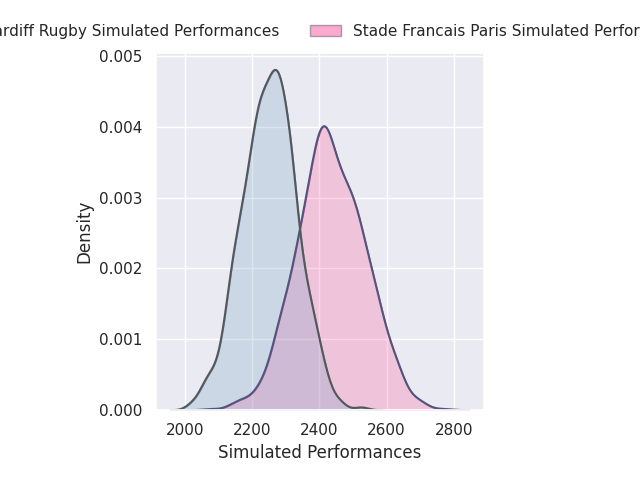 rdiff Rugby Simulated Performances
Stade Francais Paris Simulated Perfor
0.005
0.004
0.003
0.002
0.001
0.000
Density
2000 2200 2400 2600 2800
Simulated Performances